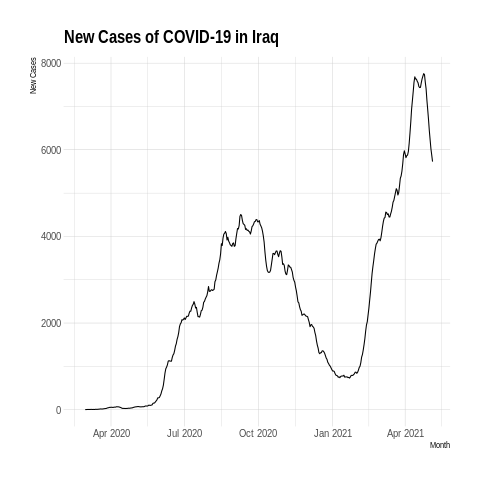 New Cases of COVID-19 in Iraq
New Cases
8000
6000
4000
2000
0
Apr 2020 Jul 2020 Oct 2020 Jan 2021 Apr 2021
Month